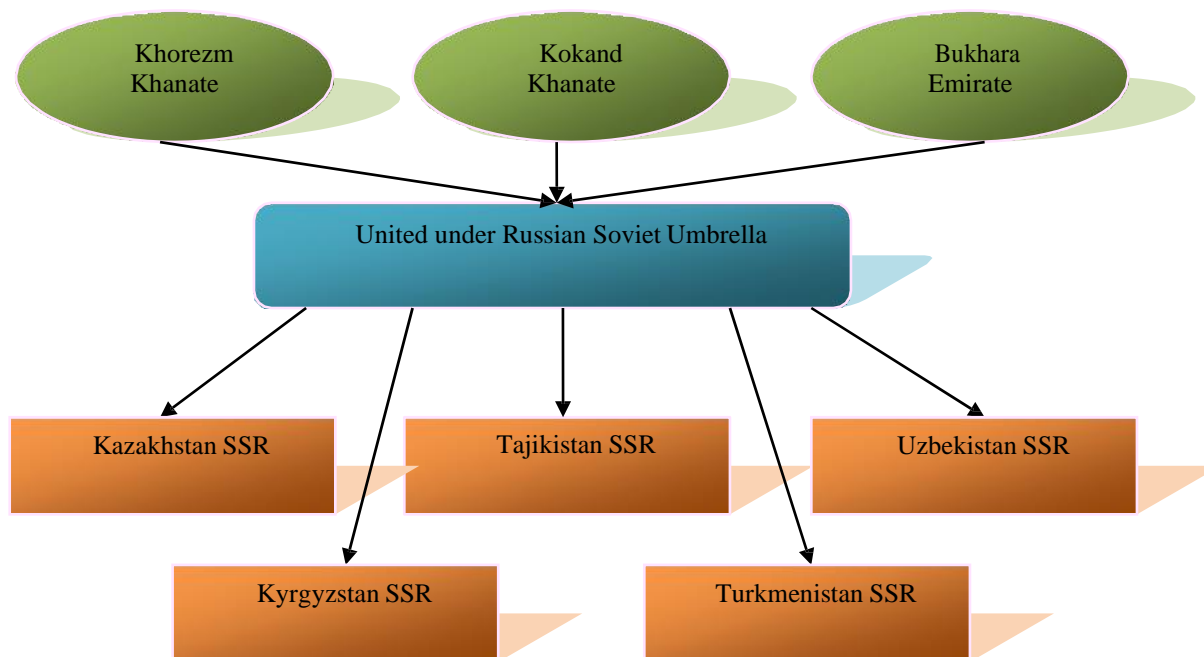 Khorezm
Khanate
Kokand
Khanate
Bukhara
Emirate
United under Russian Soviet Umbrella
Kazakhstan SSR
Tajikistan SSR
Uzbekistan SSR
Kyrgyzstan SSR
Turkmenistan SSR